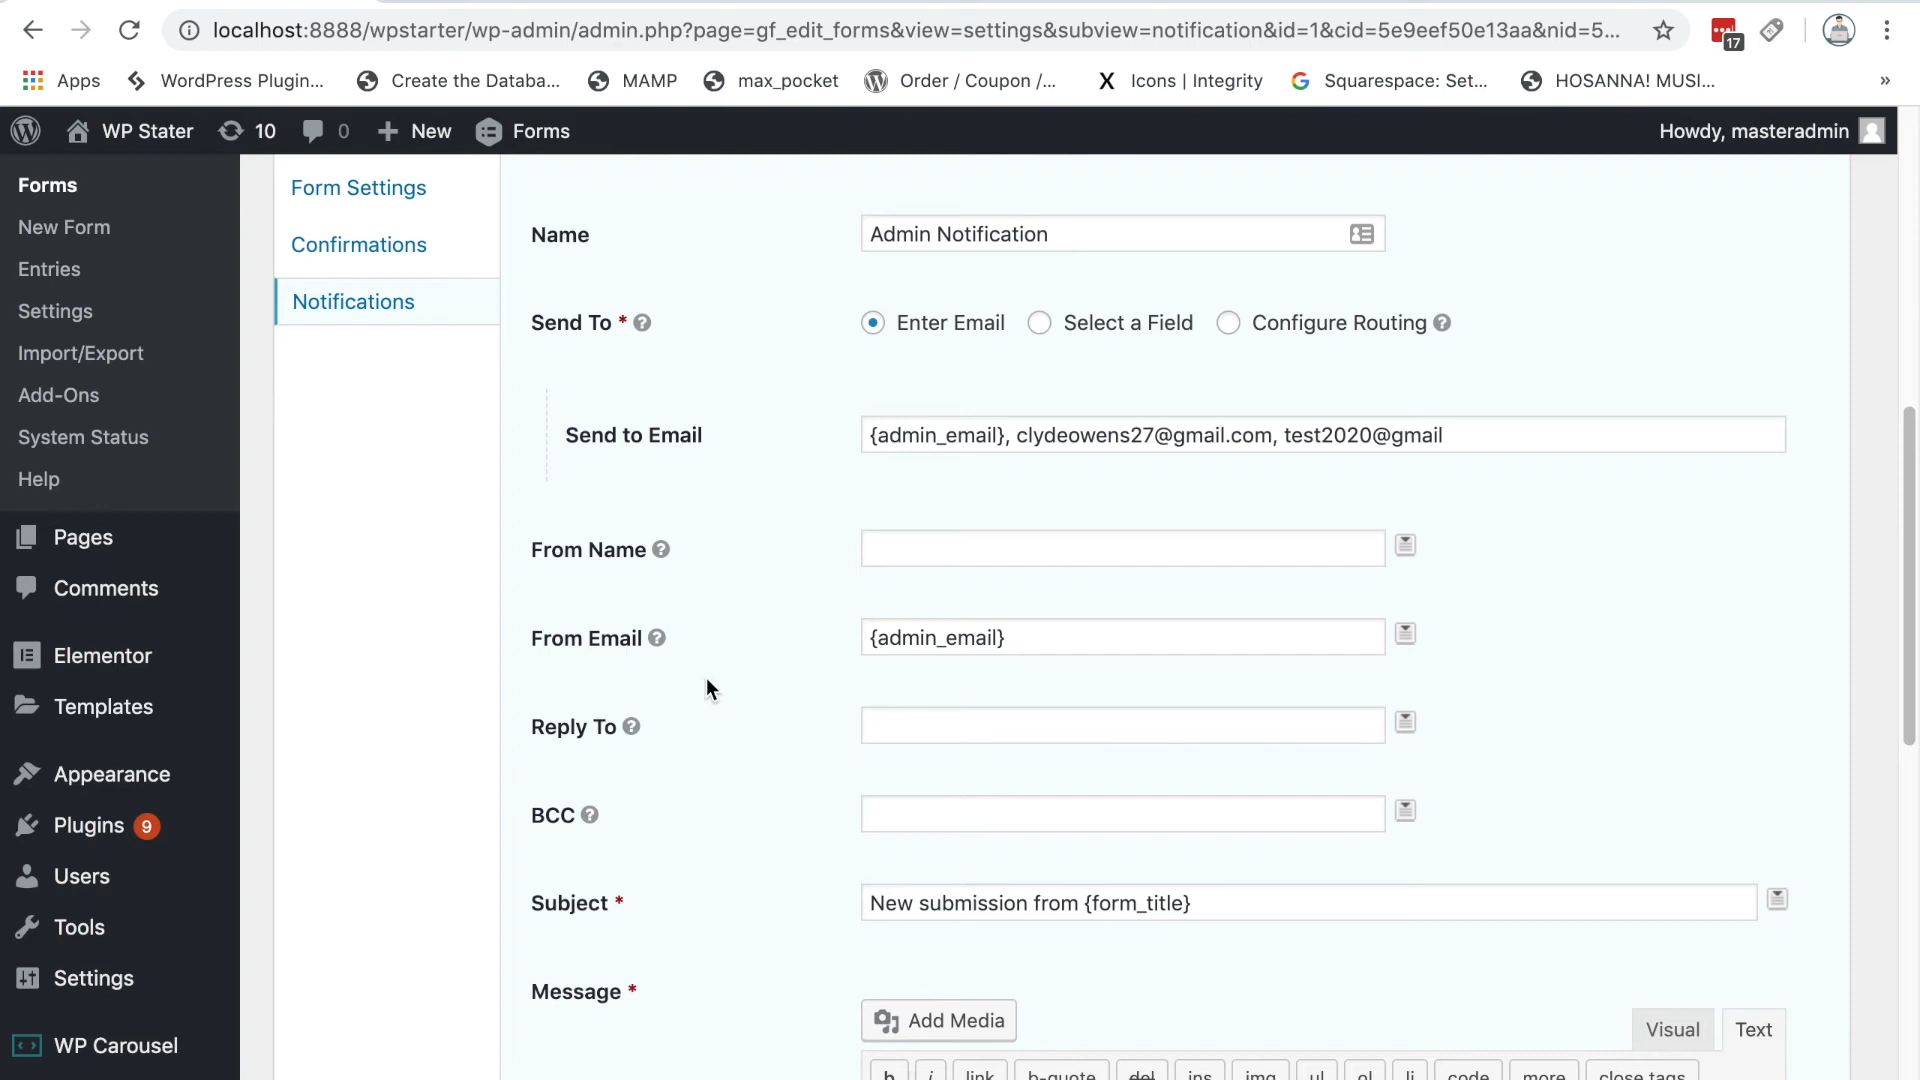 localhost:8888/wpstarter/wp-admin/admin.php?page=gf_edit_forms&view=settings&subview=notification&id=1&cid=5e9eef50e13aa&nid=5...
17
Apps
WordPress Plugin...
Create the Databa...
MAMP
max_pocket
Order / Coupon /...
Icons | Integrity
Squarespace: Set...
HOSANNA! MUSI...
»
WP Stater
10
0
New
Forms
Howdy, masteradmin
Forms
New Form
Entries
Settings
Import/Export
Add-Ons
System Status
Help
Pages
Comments
Elementor
Templates
Appearance
Plugins 9
Users
Tools
Settings
WP Carousel
Form Settings
Confirmations
Notifications
Name
Admin Notification
Send To * ?
Enter Email
Select a Field
Configure Routing ?
Send to Email
{admin_email}, clydeowens27@gmail.com, test2020@gmail
From Name ?
From Email ?
{admin_email}
Reply To ?
BCC ?
Subject *
New submission from {form_title}
Message *
Add Media
Visual
Text
b i link b-quote del ins img ul ol li code more close tags